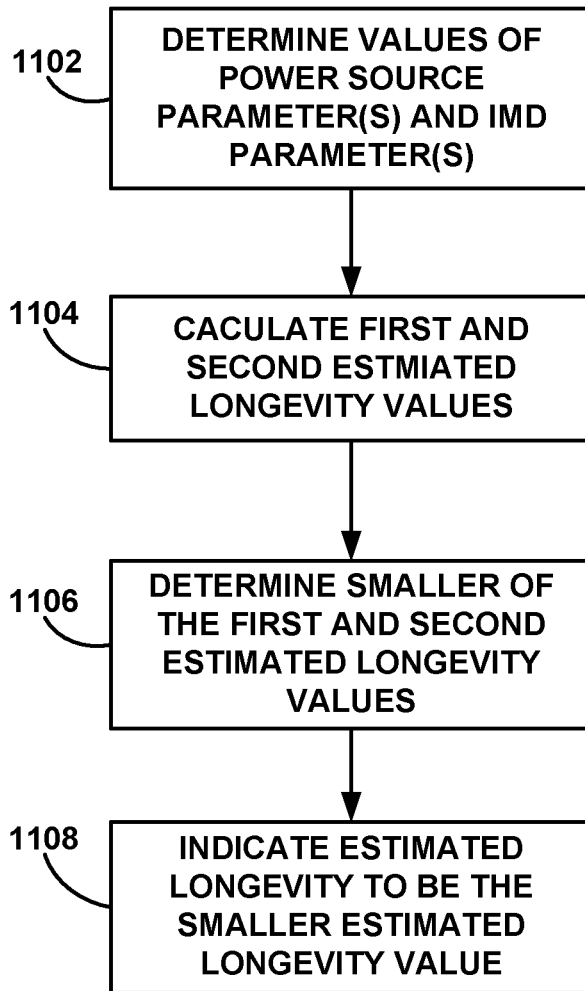 1102
DETERMINE VALUES OF
POWER SOURCE
PARAMETER(S) AND IMD
PARAMETER(S)
1104
CACULATE FIRST AND
SECOND ESTMIATED
LONGEVITY VALUES
1106
DETERMINE SMALLER OF
THE FIRST AND SECOND
ESTIMATED LONGEVITY
VALUES
1108
INDICATE ESTIMATED
LONGEVITY TO BE THE
SMALLER ESTIMATED
LONGEVITY VALUE